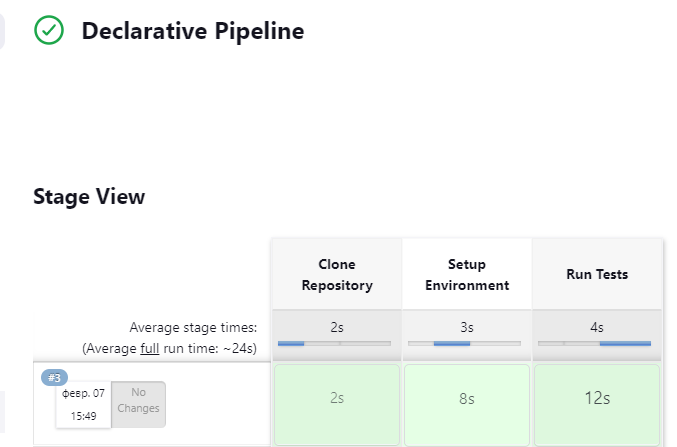 Declarative Pipeline
Stage View
Clone
Repository
Setup
Environment
Run Tests
Average stage times:
(Average full run time: ~24s)
2s
3s
4s
#3
февр. 07
15:49
No
Changes
2s
8s
12s